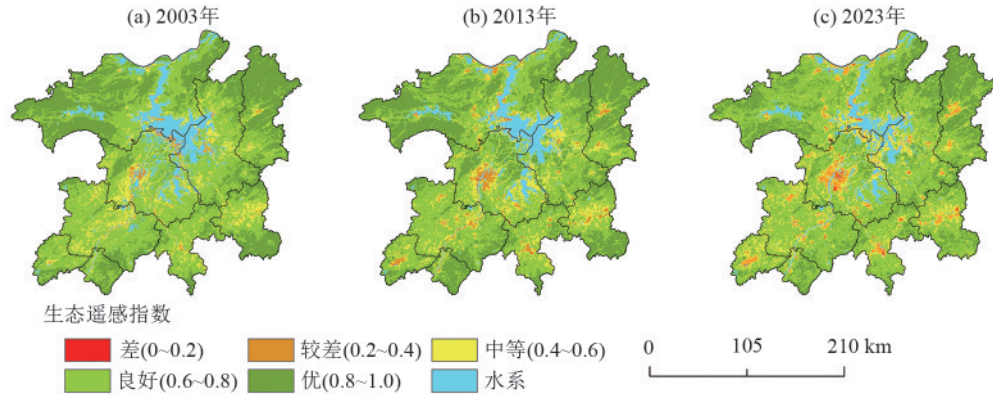 (a) 2003年 (b) 2013年 (c) 2023年
生态遥感指数
差(0~0.2) 较差(0.2~0.4) 中等(0.4~0.6)
良好(0.6~0.8) 优(0.8~1.0) 水系
0 105 210 km